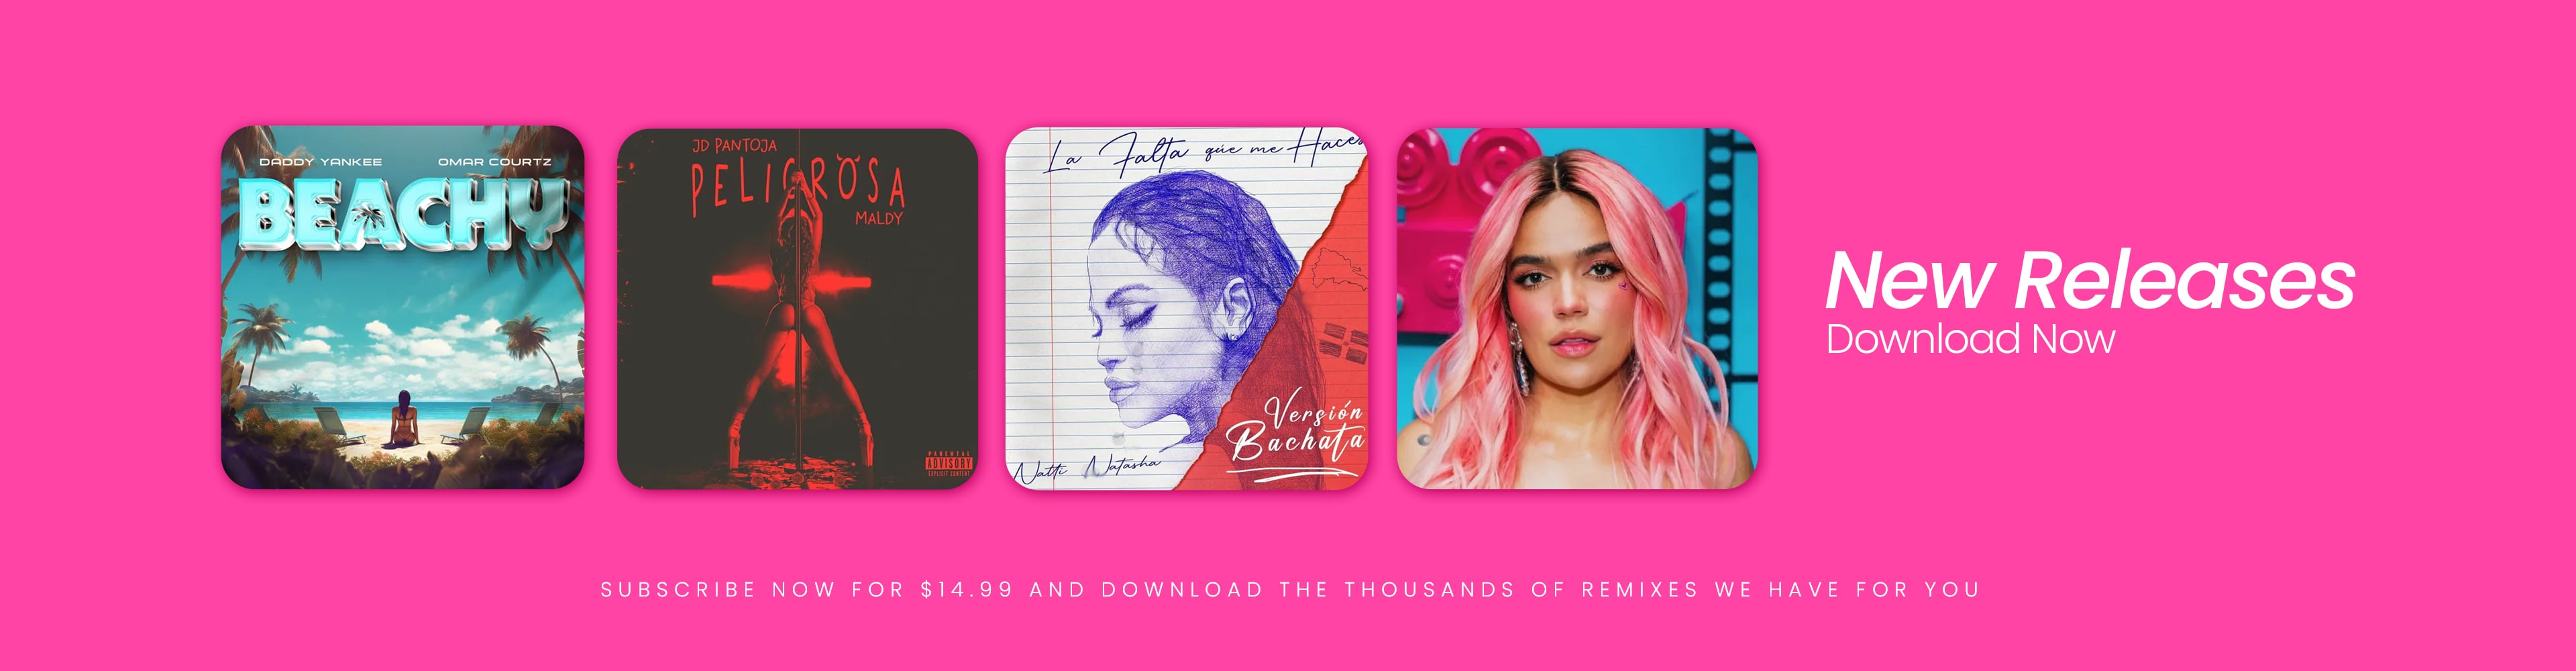 DADDY YANKEE
OMAR COURTZ
BEACHY
JD PANTOJA
PELIGROSA
MALDY
PARENTAL
ADVISORY
EXPLICIT CONTENT
La Falta que me Haces
Versión
Bachata
Natti Natasha
New Releases
Download Now
SUBSCRIBE NOW FOR $14.99 AND DOWNLOAD THE THOUSANDS OF REMIXES WE HAVE FOR YOU